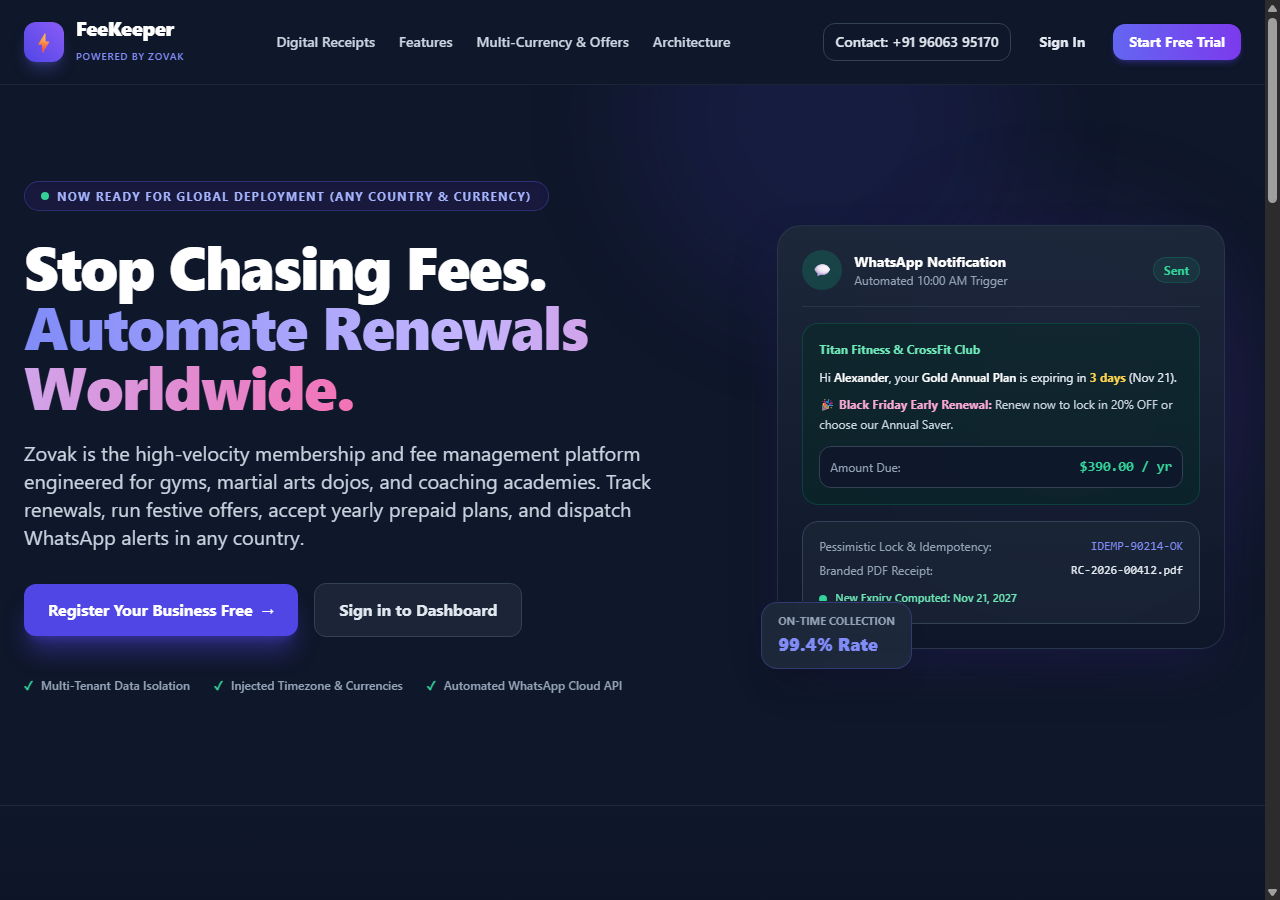 FeeKeeper
POWERED BY ZOVAK
Digital Receipts
Features
Multi-Currency & Offers
Architecture
Contact: +91 96063 95170
Sign In
Start Free Trial
NOW READY FOR GLOBAL DEPLOYMENT (ANY COUNTRY & CURRENCY)
Stop Chasing Fees.
Automate Renewals
Worldwide.
Zovak is the high-velocity membership and fee management platform
engineered for gyms, martial arts dojos, and coaching academies. Track
renewals, run festive offers, accept yearly prepaid plans, and dispatch
WhatsApp alerts in any country.
Register Your Business Free →
Sign in to Dashboard
✓ Multi-Tenant Data Isolation
✓ Injected Timezone & Currencies
✓ Automated WhatsApp Cloud API
WhatsApp Notification
Automated 10:00 AM Trigger
Sent
Titan Fitness & CrossFit Club
Hi Alexander, your Gold Annual Plan is expiring in 3 days (Nov 21).
🎉 Black Friday Early Renewal: Renew now to lock in 20% OFF or
choose our Annual Saver.
Amount Due: $390.00 / yr
Pessimistic Lock & Idempotency: IDEMP-90214-OK
Branded PDF Receipt: RC-2026-00412.pdf
New Expiry Computed: Nov 21, 2027
ON-TIME COLLECTION
99.4% Rate